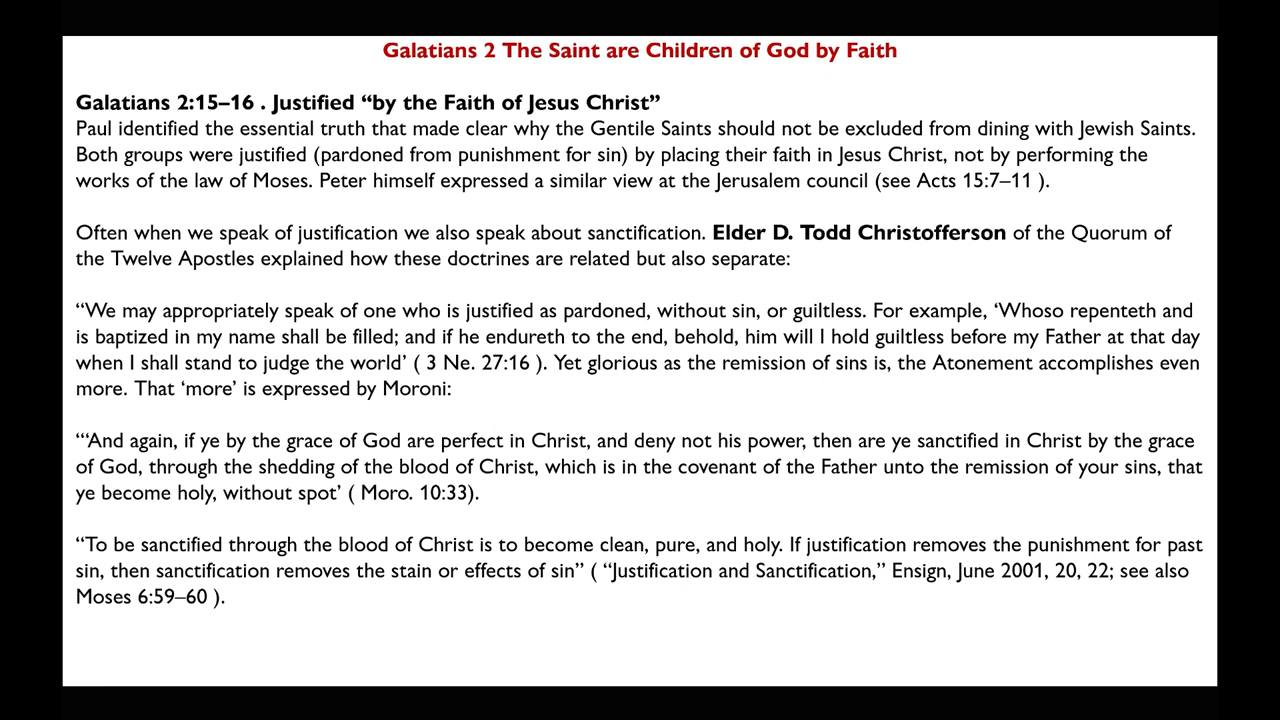 Galatians 2 The Saint are Children of God by Faith
Galatians 2:15–16 . Justified “by the Faith of Jesus Christ”
Paul identified the essential truth that made clear why the Gentile Saints should not be excluded from dining with Jewish Saints.
Both groups were justified (pardoned from punishment for sin) by placing their faith in Jesus Christ, not by performing the
works of the law of Moses. Peter himself expressed a similar view at the Jerusalem council (see Acts 15:7–11 ).
Often when we speak of justification we also speak about sanctification. Elder D. Todd Christofferson of the Quorum of
the Twelve Apostles explained how these doctrines are related but also separate:
“We may appropriately speak of one who is justified as pardoned, without sin, or guiltless. For example, ‘Whoso repenteth and
is baptized in my name shall be filled; and if he endureth to the end, behold, him will I hold guiltless before my Father at that day
when I shall stand to judge the world’ ( 3 Ne. 27:16 ). Yet glorious as the remission of sins is, the Atonement accomplishes even
more. That ‘more’ is expressed by Moroni:
“‘And again, if ye by the grace of God are perfect in Christ, and deny not his power, then are ye sanctified in Christ by the grace
of God, through the shedding of the blood of Christ, which is in the covenant of the Father unto the remission of your sins, that
ye become holy, without spot’ ( Moro. 10:33).
“To be sanctified through the blood of Christ is to become clean, pure, and holy. If justification removes the punishment for past
sin, then sanctification removes the stain or effects of sin” ( “Justification and Sanctification,” Ensign, June 2001, 20, 22; see also
Moses 6:59–60 ).